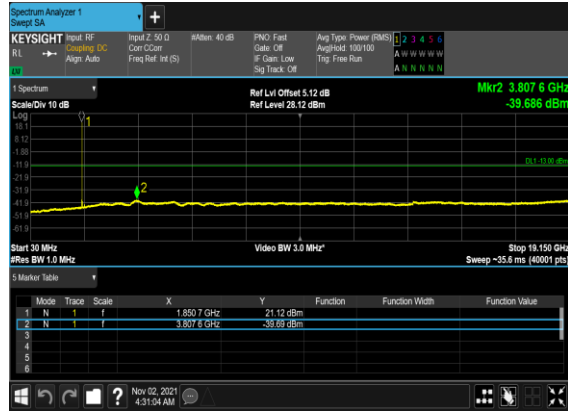 Spectrum Analyzer 1
Swept SA
+
KEYSIGHT Input: RF Input Z: 50 Ω #Atten: 40 dB PNO: Fast Avg Type: Power (RMS) 1 2 3 4 5 6
RL Coupling: DC Corr CCorr Gate: Off Avg|Hold: 100/100 A W W W W W
Align: Auto Freq Ref: Int (S) IF Gain: Low Trig: Free Run
Sig Track: Off A N N N N N
LXI
1 Spectrum Ref Lvl Offset 5.12 dB Mkr2 3.807 6 GHz
Scale/Div 10 dB Ref Level 28.12 dBm -39.686 dBm
Log
18.1
8.12
-1.88
-11.9
-21.9
-31.9
-41.9
-51.9
-61.9
1
DL1 -13.00 dBm
2
Start 30 MHz Video BW 3.0 MHz* Stop 19.150 GHz
#Res BW 1.0 MHz Sweep ~35.6 ms (40001 pts)
5 Marker Table
Mode Trace Scale X Y Function Function Width Function Value
1 N 1 f 1.850 7 GHz 21.12 dBm
2 N 1 f 3.807 6 GHz -39.69 dBm
3
4
5
6
? Nov 02, 2021
4:31:04 AM